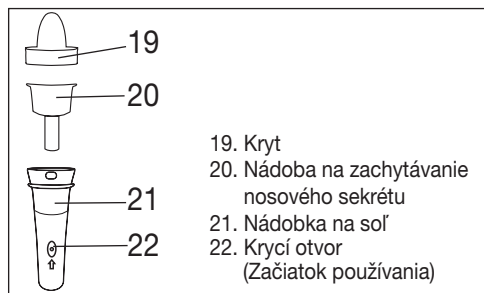 19
20
21
22
19. Kryt
20. Nádoba na zachytávanie
nosového sekrétu
21. Nádobka na soľ
22. Krycí otvor
(Začiatok používania)